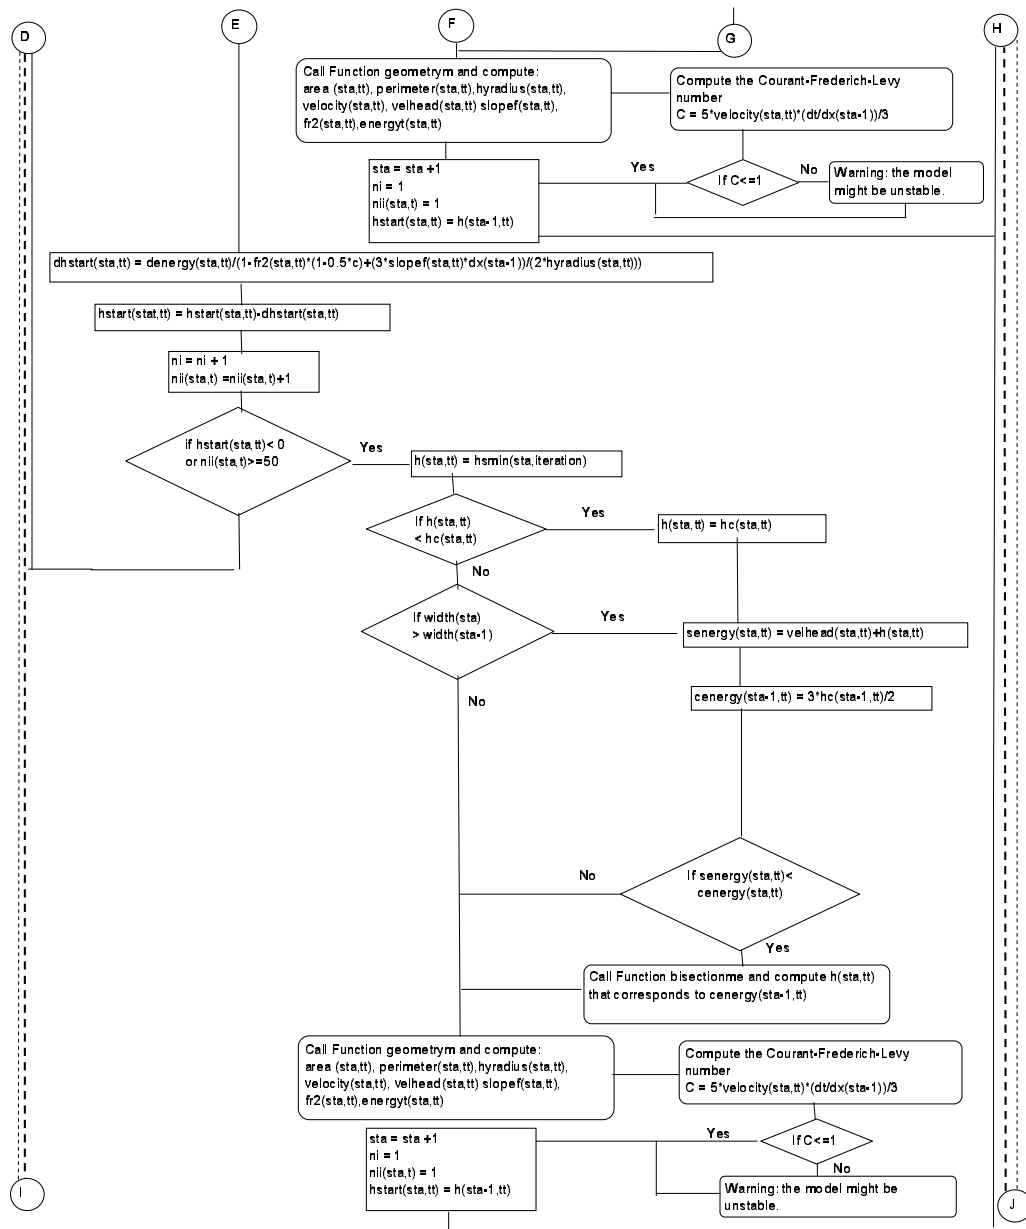 D
E
F
G
H
Call Function geometrym and compute:
area (sta,tt), perimeter(sta,tt),hyradius(sta,tt),
velocity(sta,tt), velhead(sta,tt) slopef(sta,tt),
fr2(sta,tt),energyt(sta,tt)
Compute the Courant-Frederich-Levy
number
C = 5*velocity(sta,tt)*(dt/dx(sta-1))/3
sta = sta +1
ni = 1
nii(sta,t) = 1
hstart(sta,tt) = h(sta-1,tt)
Yes
If C<=1
No
Warning: the model
might be unstable.
dhstart(sta,tt) = denergy(sta,tt)/(1-fr2(sta,tt)*(1-0.5*c)+(3*slopef(sta,tt)*dx(sta-1))/(2*hyradius(sta,tt)))
hstart(stat,tt) = hstart(sta,tt)-dhstart(sta,tt)
ni = ni + 1
nii(sta,t) =nii(sta,t)+1
if hstart(sta,tt)< 0
or nii(sta,t)>=50
Yes
h(sta,tt) = hsmin(sta,iteration)
If h(sta,tt)
< hc(sta,tt)
Yes
h(sta,tt) = hc(sta,tt)
No
If width(sta)
> width(sta-1)
Yes
senergy(sta,tt) = velhead(sta,tt)+h(sta,tt)
No
cenergy(sta-1,tt) = 3*hc(sta-1,tt)/2
No
If senergy(sta,tt)<
cenergy(sta,tt)
Yes
Call Function bisectionme and compute h(sta,tt)
that corresponds to cenergy(sta-1,tt)
Call Function geometrym and compute:
area (sta,tt), perimeter(sta,tt),hyradius(sta,tt),
velocity(sta,tt), velhead(sta,tt) slopef(sta,tt),
fr2(sta,tt),energyt(sta,tt)
Compute the Courant-Frederich-Levy
number
C = 5*velocity(sta,tt)*(dt/dx(sta-1))/3
sta = sta +1
ni = 1
nii(sta,t) = 1
hstart(sta,tt) = h(sta-1,tt)
Yes
If C<=1
No
Warning: the model might be
unstable.
I
J